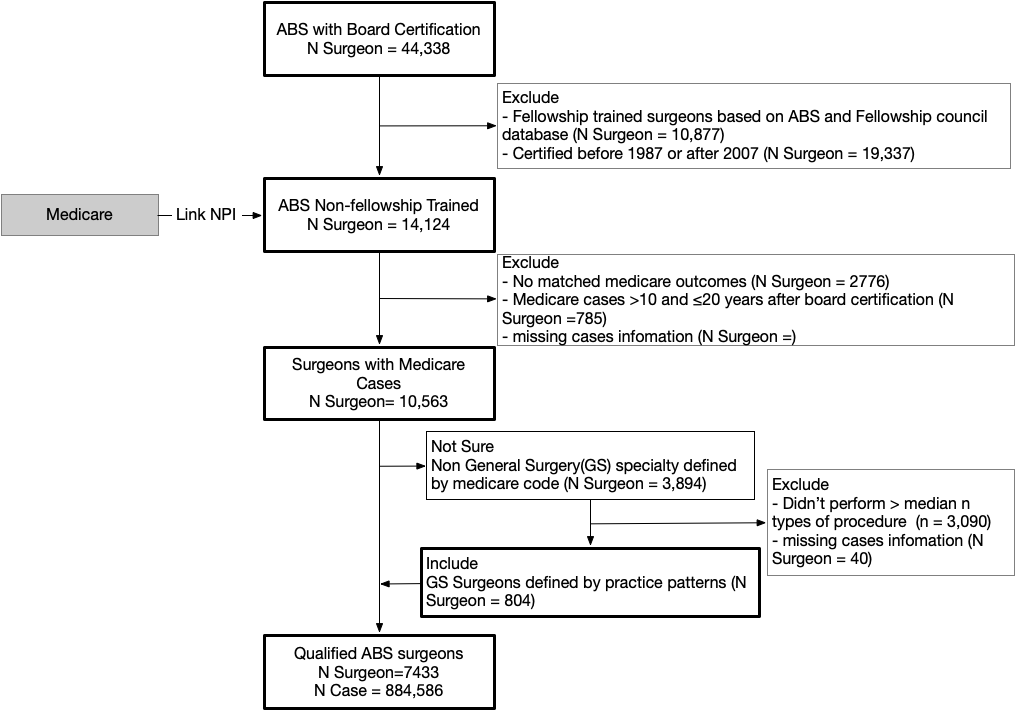 ABS with Board Certification
N Surgeon = 44,338
Exclude
- Fellowship trained surgeons based on ABS and Fellowship council
database (N Surgeon = 10,877)
- Certified before 1987 or after 2007 (N Surgeon = 19,337)
Medicare
Link NPI
ABS Non-fellowship Trained
N Surgeon = 14,124
Exclude
- No matched medicare outcomes (N Surgeon = 2776)
- Medicare cases >10 and ≤20 years after board certification (N
Surgeon =785)
- missing cases infomation (N Surgeon =)
Surgeons with Medicare
Cases
N Surgeon= 10,563
Not Sure
Non General Surgery(GS) specialty defined
by medicare code (N Surgeon = 3,894)
Exclude
- Didn't perform > median n
types of procedure  (n = 3,090)
- missing cases infomation (N
Surgeon = 40)
Include
GS Surgeons defined by practice patterns (N
Surgeon = 804)
Qualified ABS surgeons
N Surgeon=7433
N Case = 884,586